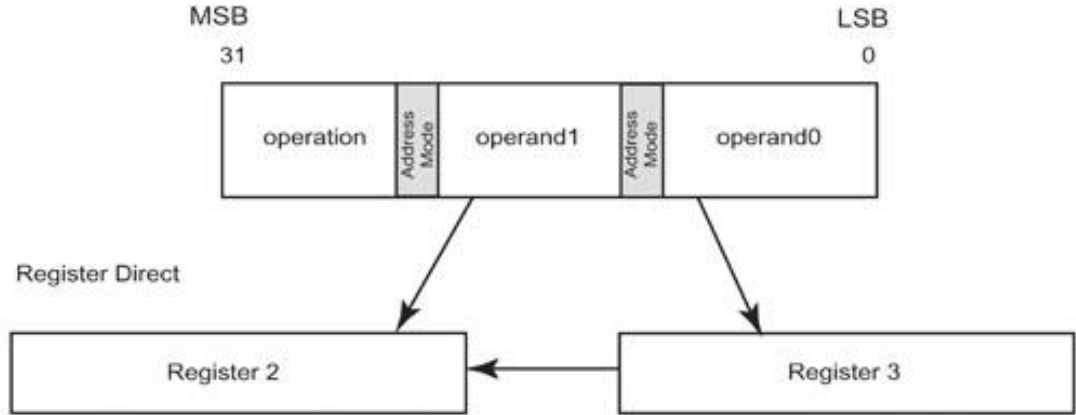 MSB
LSB
31
0
operation
Address
Mode
operand1
Address
Mode
operand0
Register Direct
Register 2
Register 3